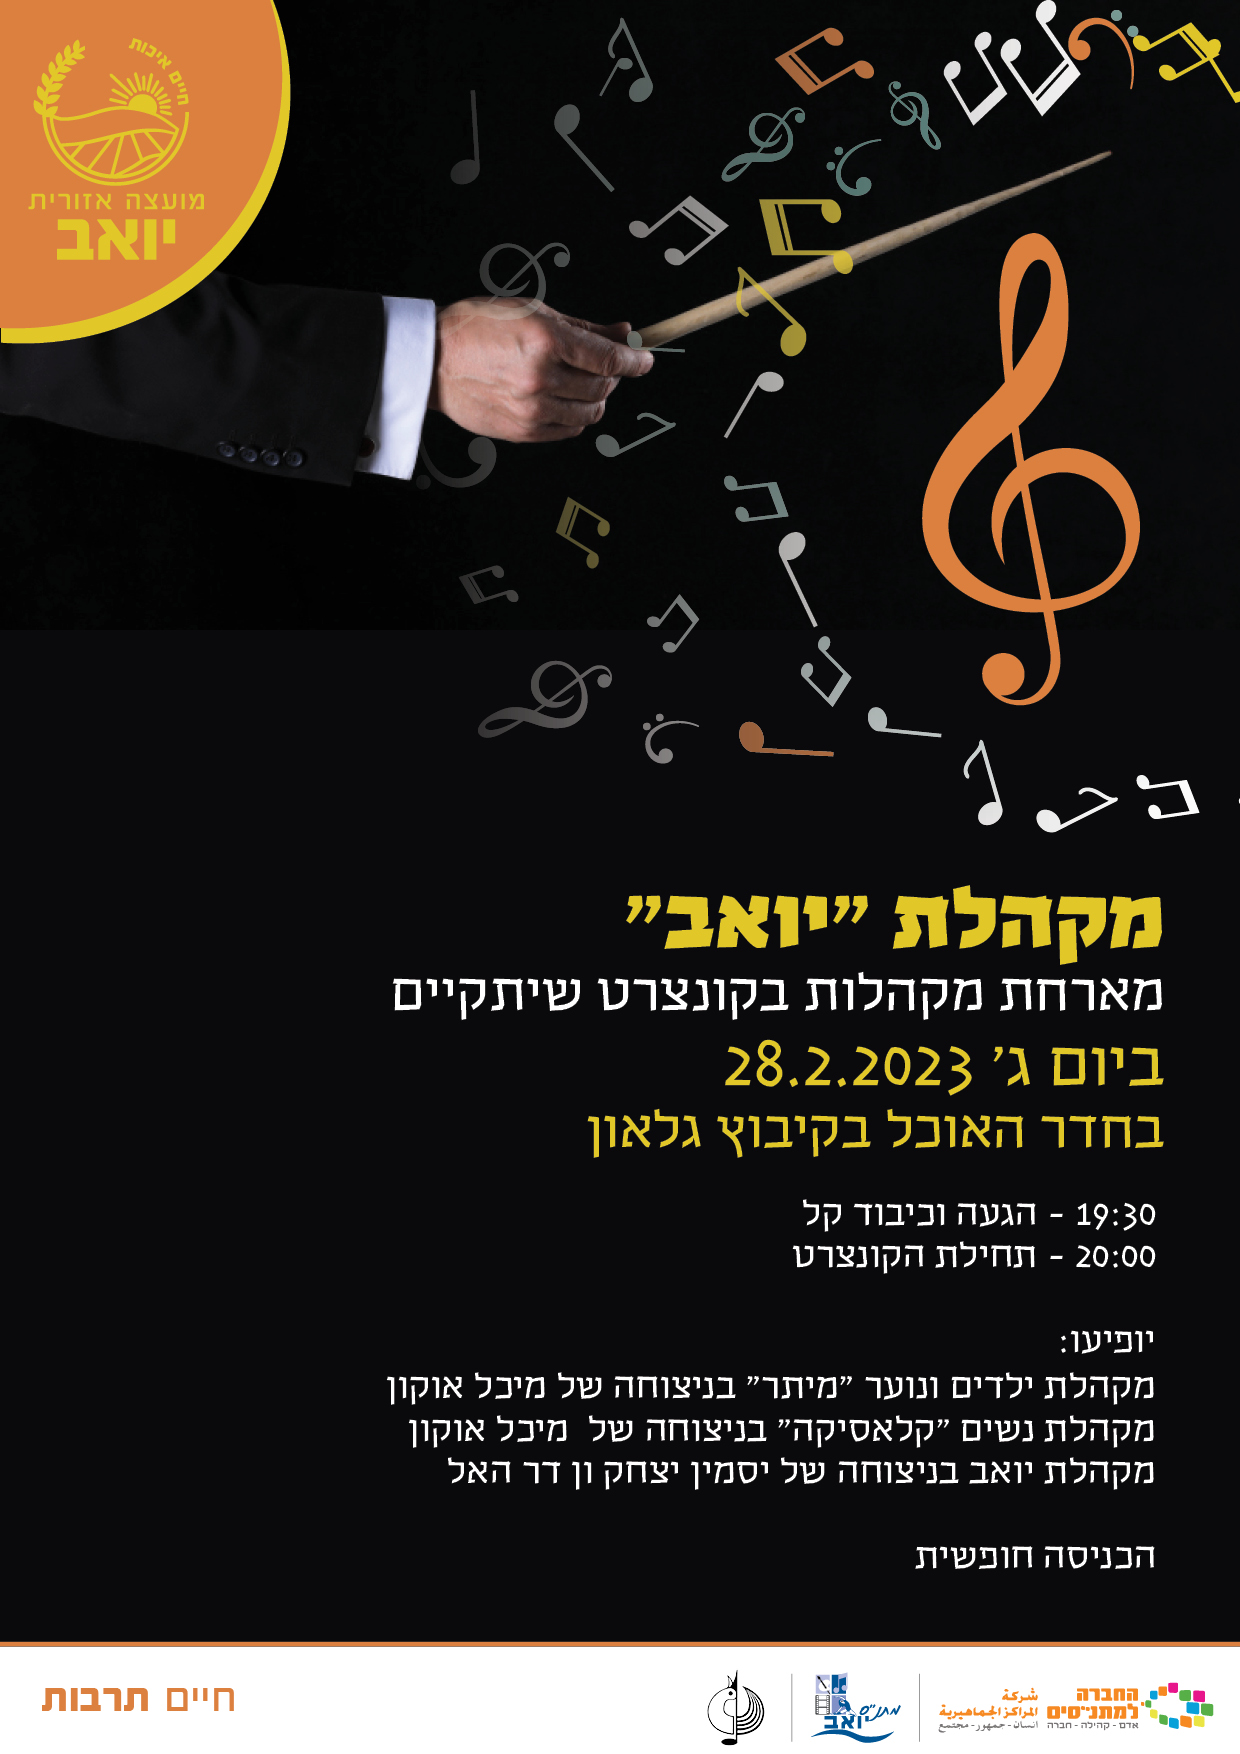 חיים איכות
מועצה אזורית
יואב
מקהלת "יואב"
מארחת מקהלות בקונצרט שיתקיים
ביום ג' 28.2.2023
בחדר האוכל בקיבוץ גלאון
19:30 - הגעה וכיבוד קל
20:00 - תחילת הקונצרט
יופיעו:
מקהלת ילדים ונוער "מיתר" בניצוחה של מיכל אוקון
מקהלת נשים "קלאסיקה" בניצוחה של מיכל אוקון
מקהלת יואב בניצוחה של יסמין יצחק ון דר האל
הכניסה חופשית
החברה
למתנ״סים
אדם - קהילה - חברה
شركة
المراكز الجماهيرية
انسان - جمهور - مجتمع
מתנ"ס
יואב
חיים תרבות